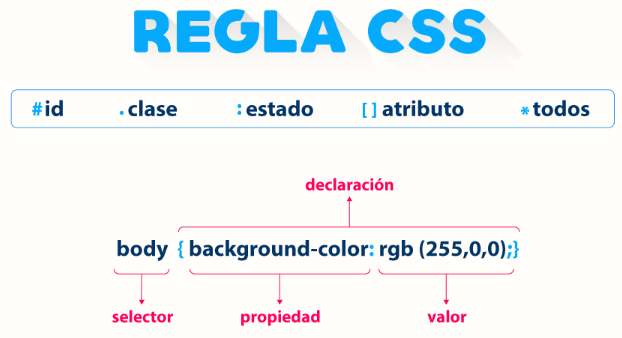 REGLA CSS
#id .clase :estado [ ] atributo *todos
declaración
body { background-color: rgb (255,0,0);}
selector propiedad valor